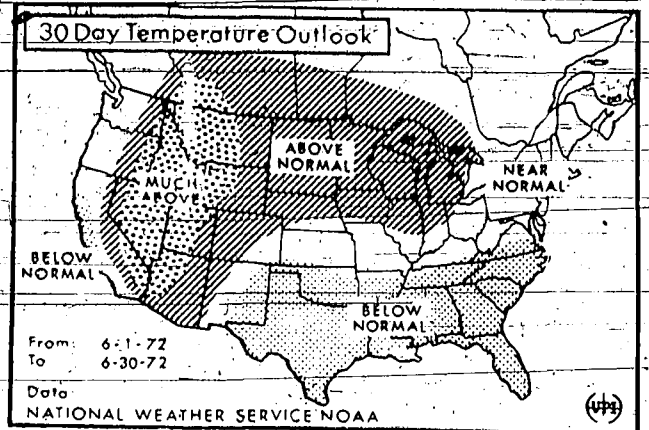 30 Day Temperature Outlook
ABOVE
NORMAL
MUCH
ABOVE
NEAR
NORMAL
BELOW
NORMAL
BELOW
NORMAL
From: 6-1-72
To 6-30-72
Data
NATIONAL WEATHER SERVICE NOAA
UPI